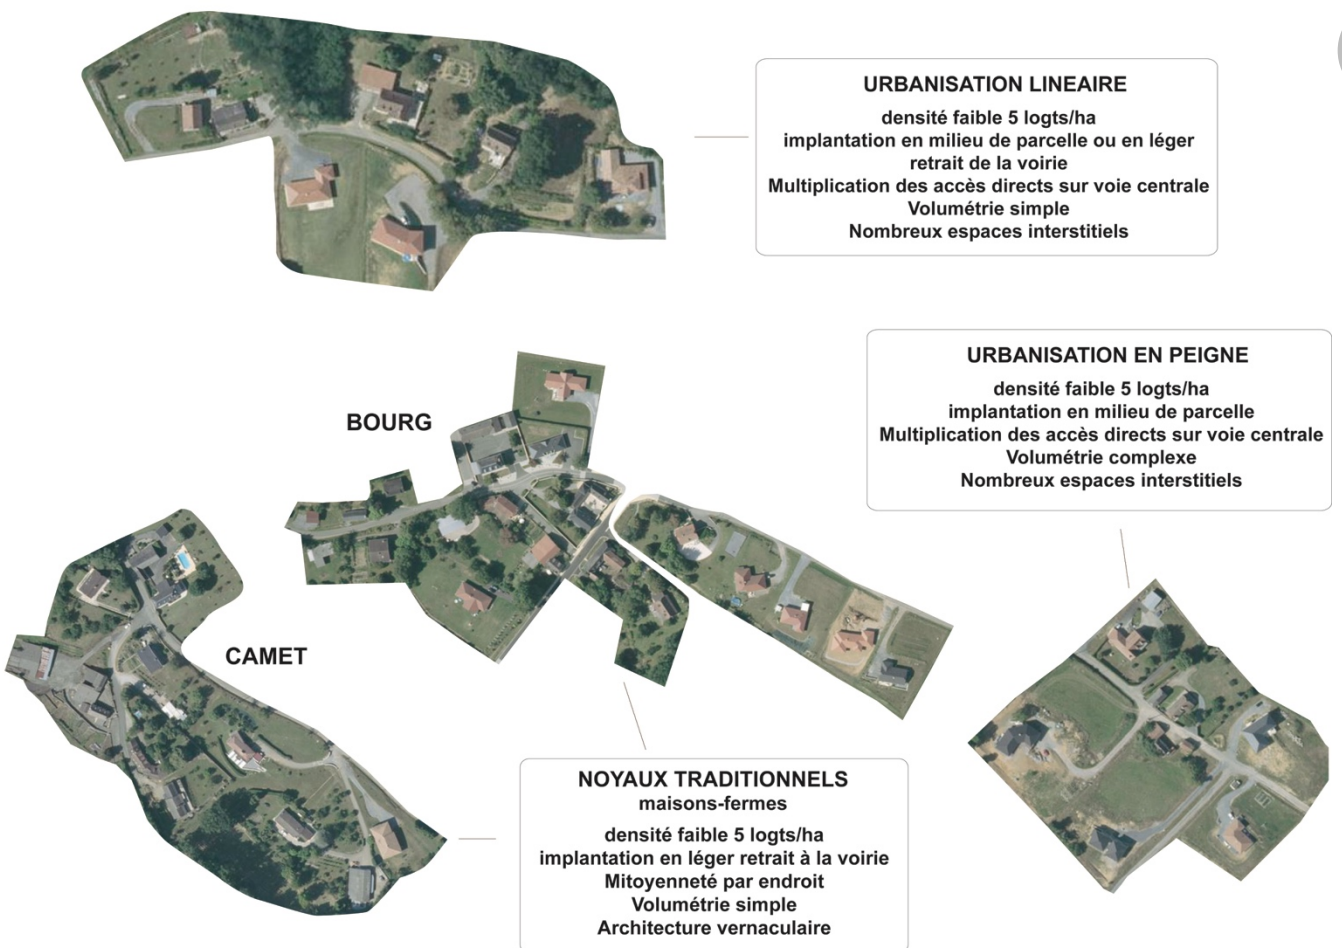 URBANISATION LINEAIRE
densité faible 5 logts/ha
implantation en milieu de parcelle ou en léger
retrait de la voirie
Multiplication des accès directs sur voie centrale
Volumétrie simple
Nombreux espaces interstitiels
URBANISATION EN PEIGNE
densité faible 5 logts/ha
implantation en milieu de parcelle
Multiplication des accès directs sur voie centrale
Volumétrie complexe
Nombreux espaces interstitiels
BOURG
CAMET
NOYAUX TRADITIONNELS
maisons-fermes
densité faible 5 logts/ha
implantation en léger retrait à la voirie
Mitoyenneté par endroit
Volumétrie simple
Architecture vernaculaire